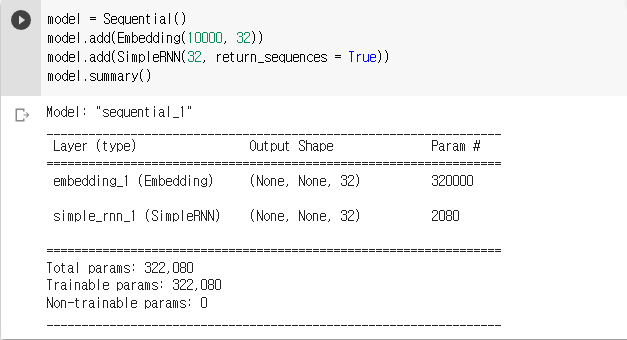 model = Sequential()
model.add(Embedding(10000, 32))
model.add(SimpleRNN(32, return_sequences = True))
model.summary()
Model: "sequential_1"
_________________________________________________________________
Layer (type) Output Shape Param #
=================================================================
embedding_1 (Embedding) (None, None, 32) 320000
simple_rnn_1 (SimpleRNN) (None, None, 32) 2080
=================================================================
Total params: 322,080
Trainable params: 322,080
Non-trainable params: 0
_________________________________________________________________